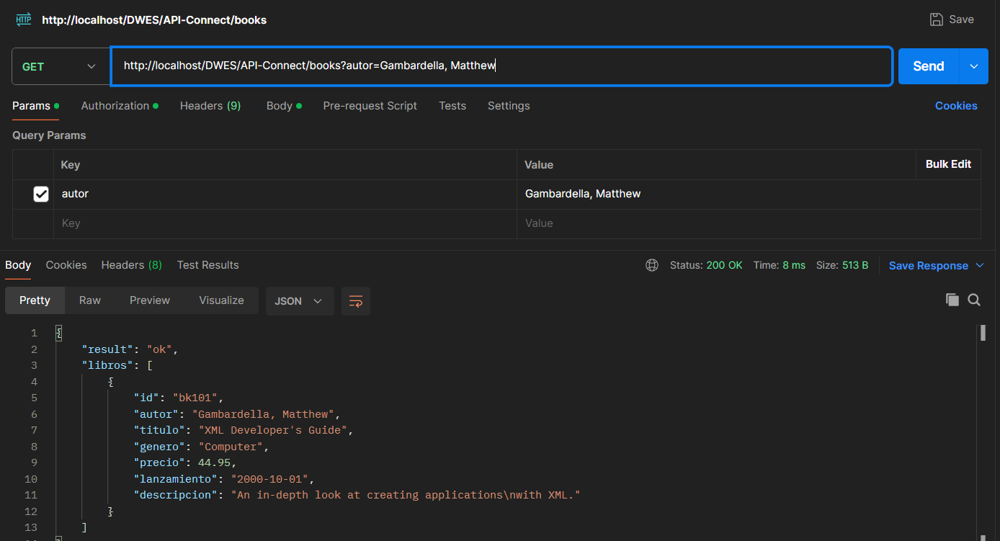 HTTP http://localhost/DWES/API-Connect/books Save
GET http://localhost/DWES/API-Connect/books?autor=Gambardella, Matthew Send
Params Authorization Headers (9) Body Pre-request Script Tests Settings Cookies
Query Params
Key Value Bulk Edit
autor Gambardella, Matthew
Key Value
Body Cookies Headers (8) Test Results Status: 200 OK Time: 8 ms Size: 513 B Save Response
Pretty Raw Preview Visualize JSON
1 {
2 "result": "ok",
3 "libros": [
4 {
5 "id": "bk101",
6 "autor": "Gambardella, Matthew",
7 "titulo": "XML Developer's Guide",
8 "genero": "Computer",
9 "precio": 44.95,
10 "lanzamiento": "2000-10-01",
11 "descripcion": "An in-depth look at creating applications\nwith XML."
12 }
13 ]